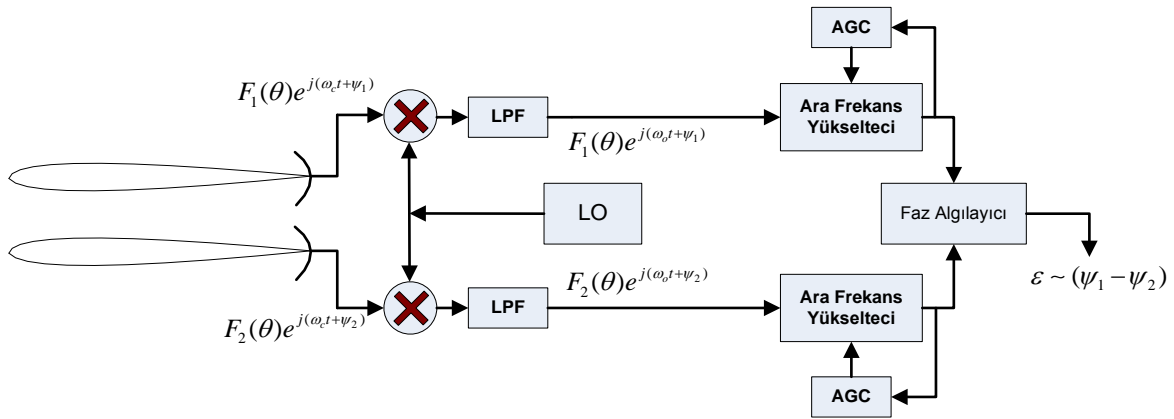 AGC
F₁(θ)e^{j(ω_c t+ψ₁)}
LPF
Ara Frekans
Yükselteci
F₁(θ)e^{j(ω_o t+ψ₁)}
LO
Faz Algılayıcı
ε ~ (ψ₁−ψ₂)
F₂(θ)e^{j(ω_o t+ψ₂)}
LPF
Ara Frekans
Yükselteci
F₂(θ)e^{j(ω_c t+ψ₂)}
AGC